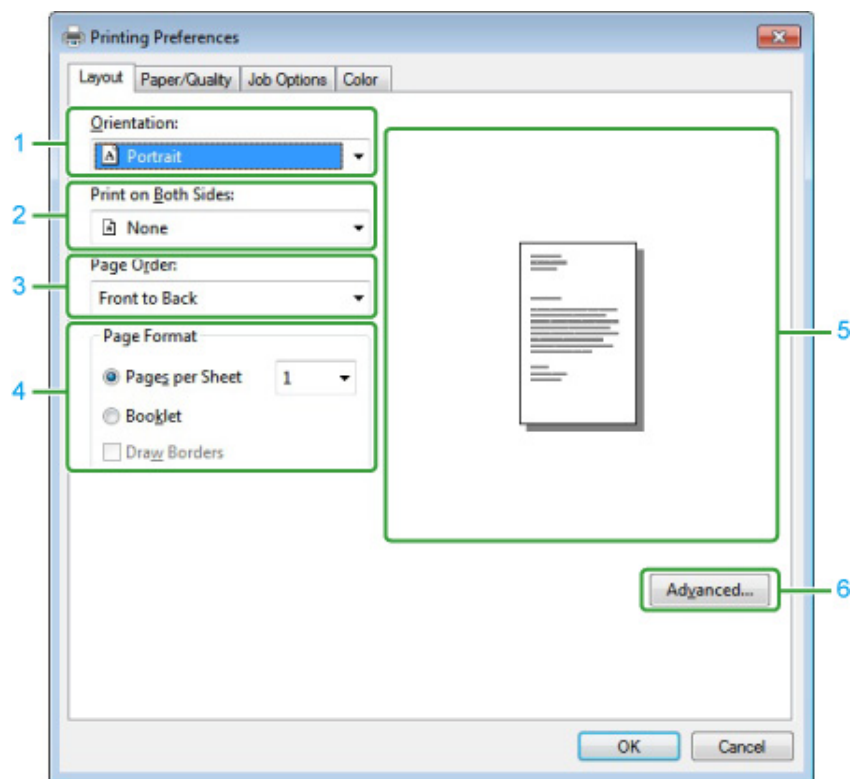 Printing Preferences
Layout Paper/Quality Job Options Color
Orientation:
1
Portrait
Print on Both Sides:
2
None
Page Order:
3
Front to Back
Page Format
4
Pages per Sheet 1
Booklet
Draw Borders
5
Advanced...
6
OK Cancel